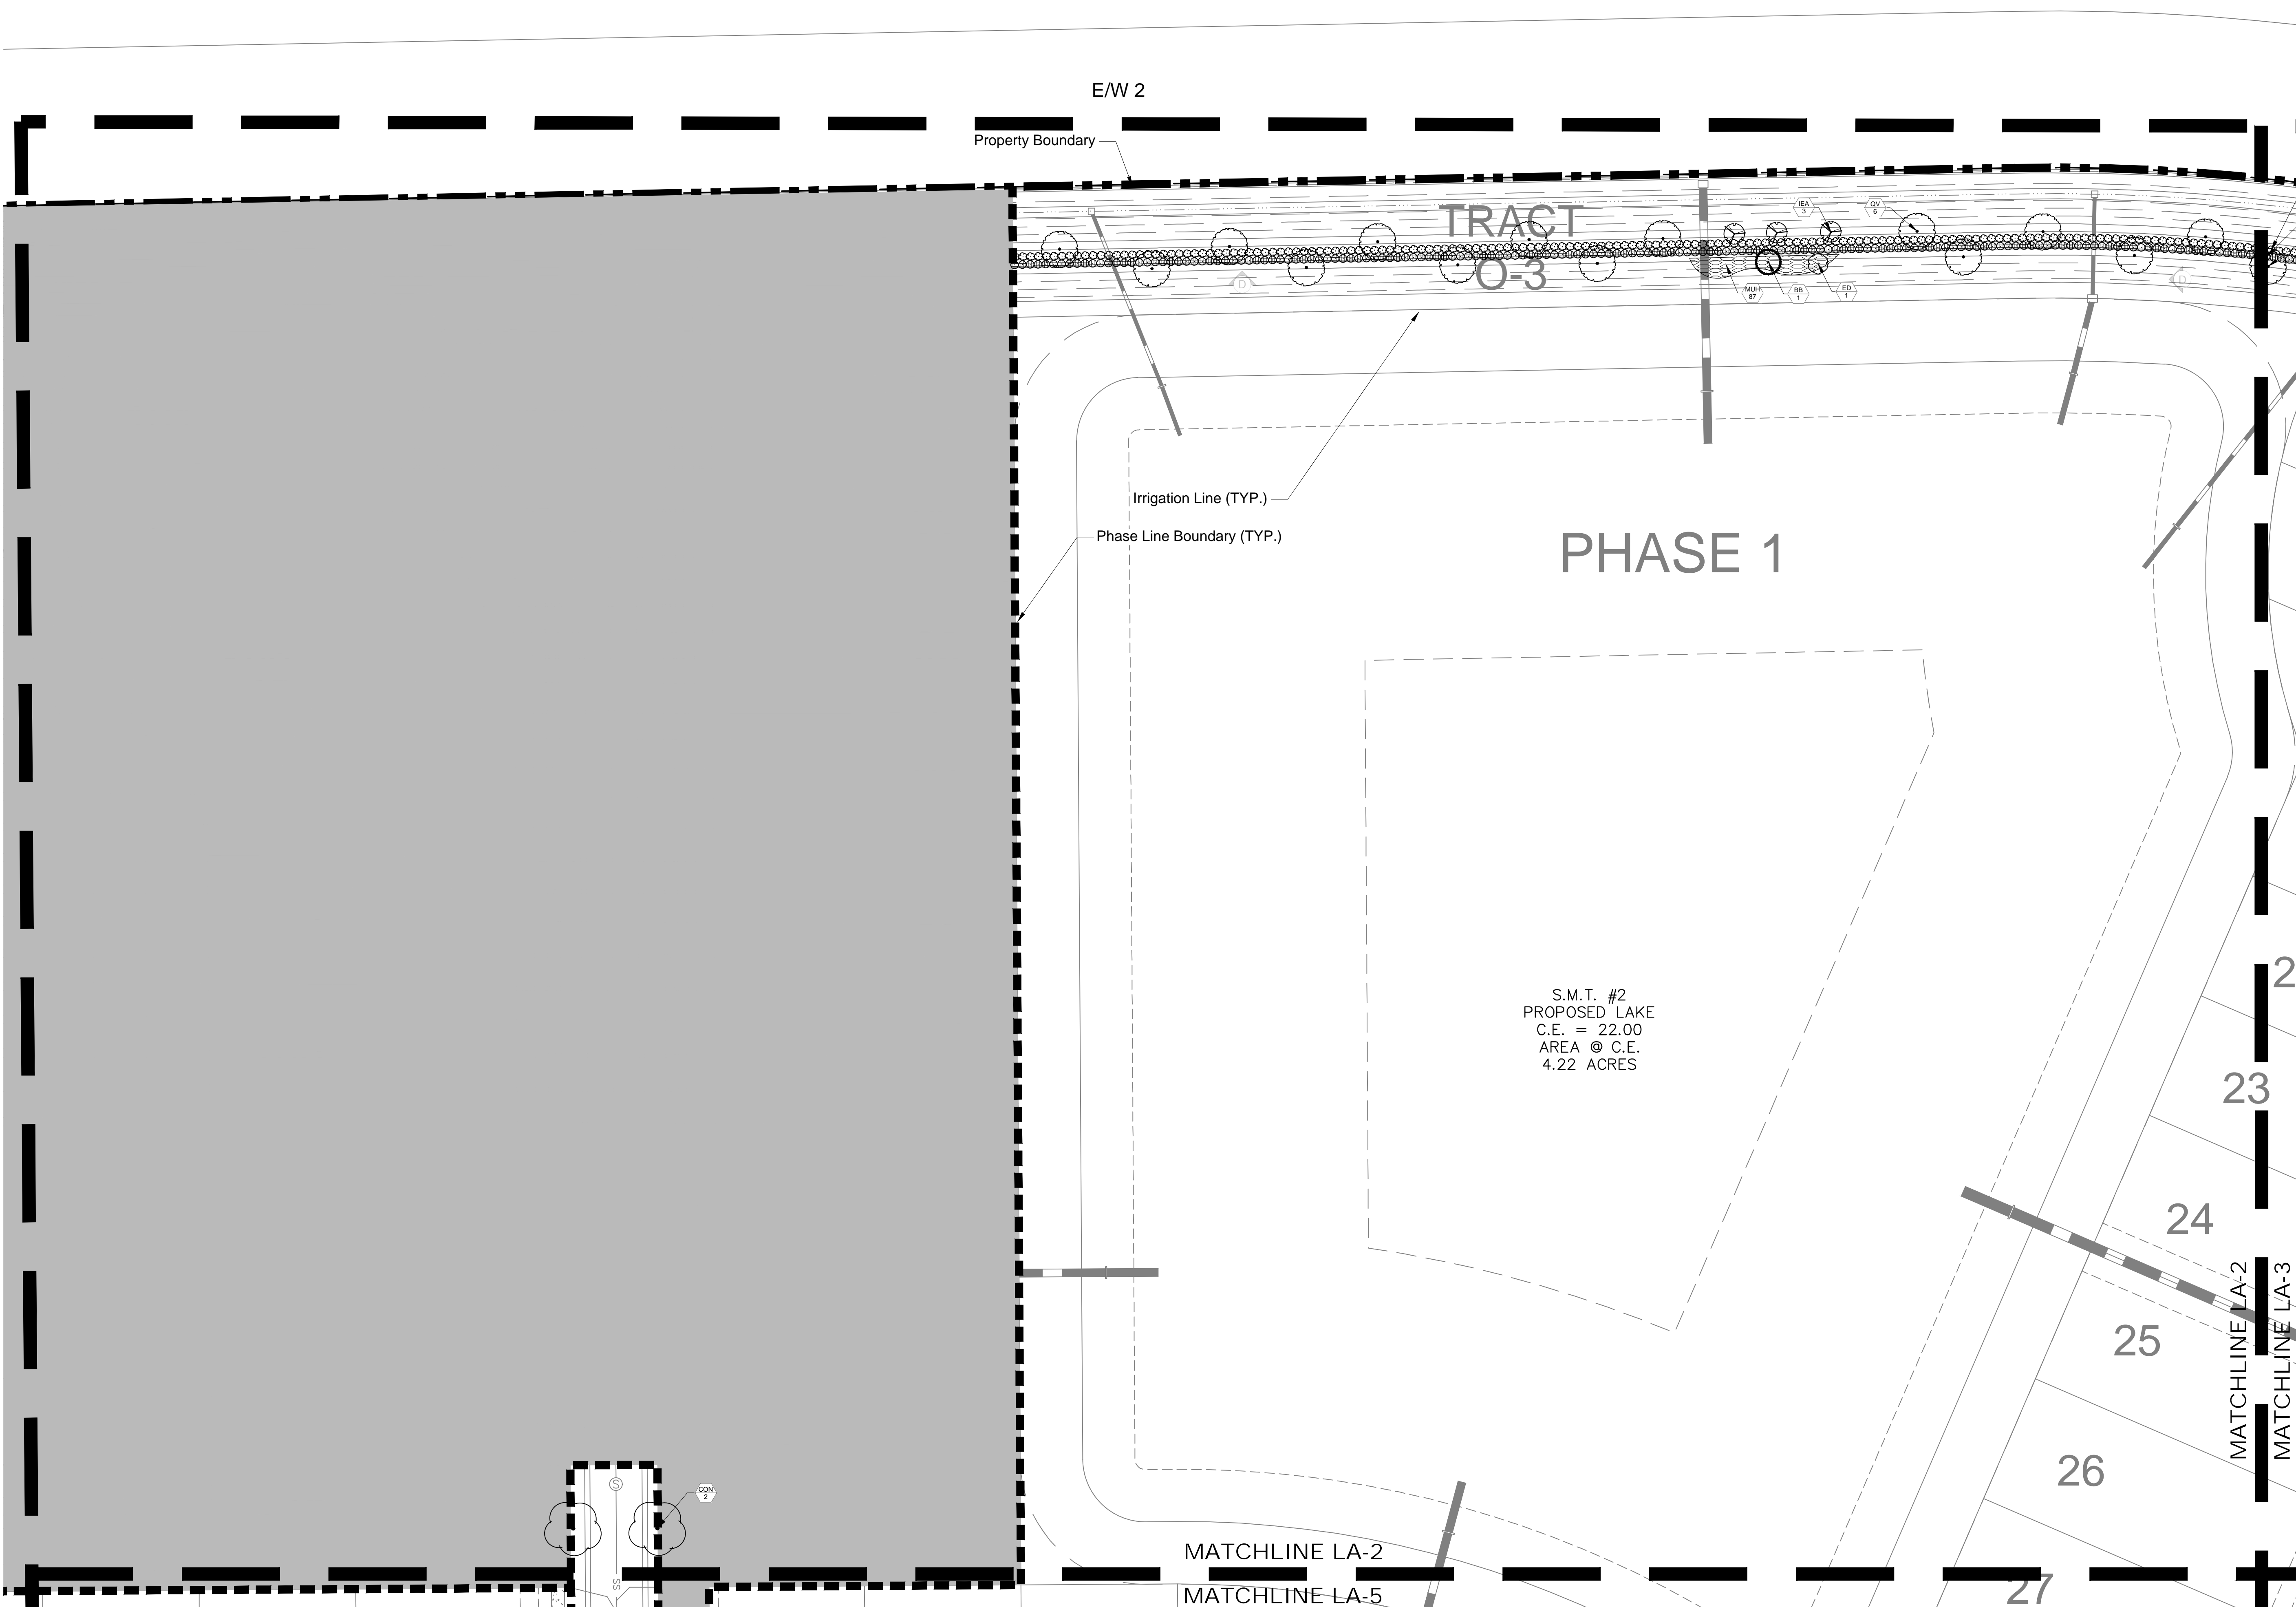 E/W 2
Property Boundary
TRACT
O-3
IEA
3
QV
6
MUH
87
BB
1
ED
1
D
D
Irrigation Line (TYP.)
Phase Line Boundary (TYP.)
PHASE 1
S.M.T. #2
PROPOSED LAKE
C.E. = 22.00
AREA @ C.E.
4.22 ACRES
2
23
24
25
26
27
MATCHLINE LA-2
MATCHLINE LA-3
S
CON
2
SS
MATCHLINE LA-2
MATCHLINE LA-5